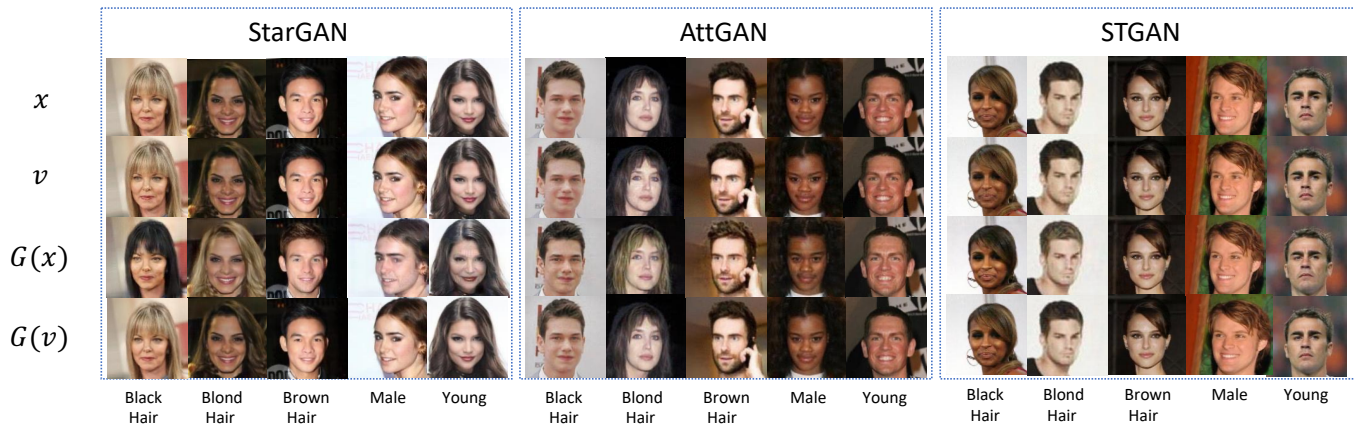 StarGAN AttGAN STGAN
x
v
G(x)
G(v)
Black Hair Blond Hair Brown Hair Male Young Black Hair Blond Hair Brown Hair Male Young Black Hair Blond Hair Brown Hair Male Young